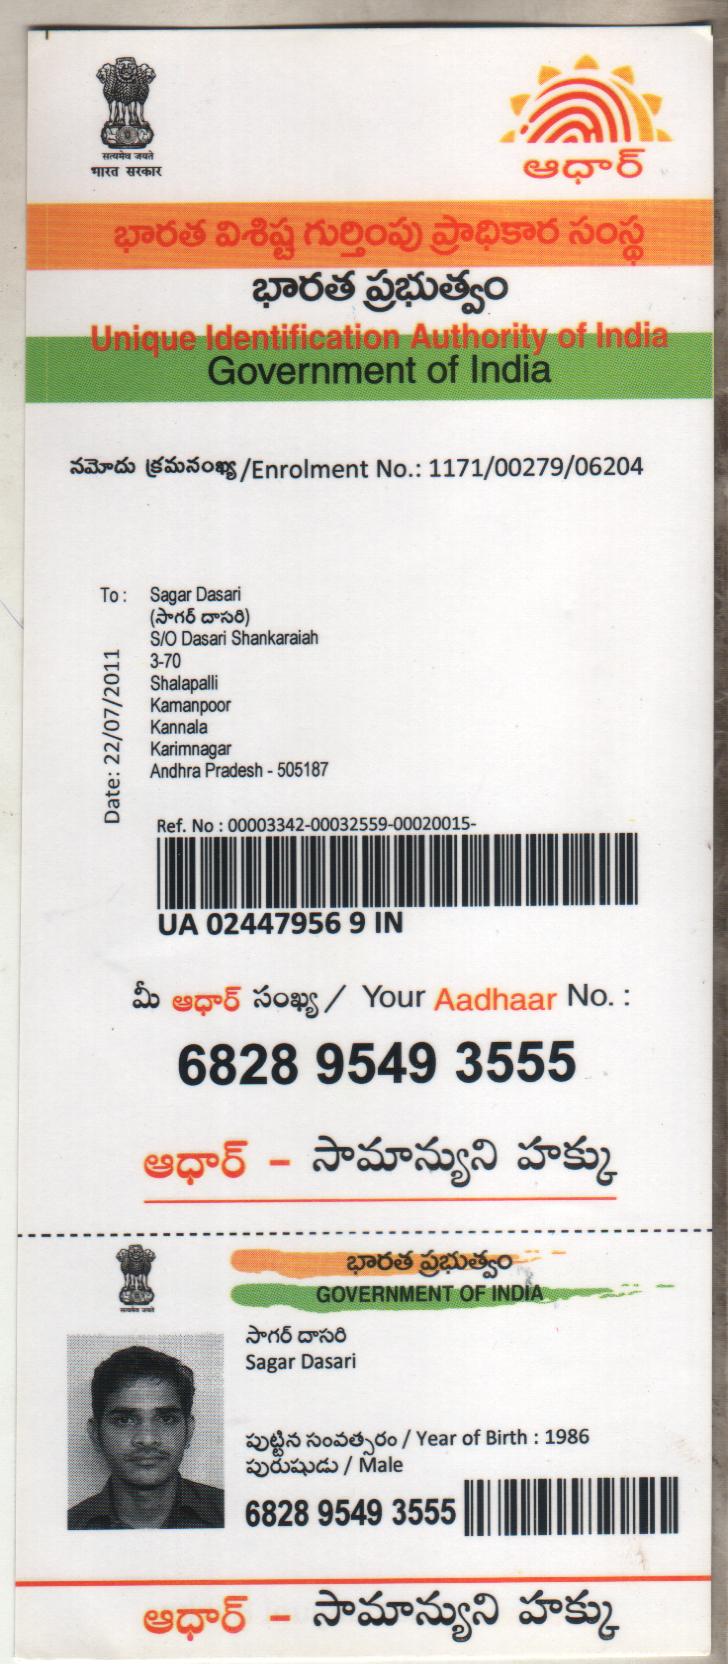 सत्यमेव जयते
भारत सरकार
ఆధార్
భారత విశిష్ట గుర్తింపు ప్రాధికార సంస్థ
భారత ప్రభుత్వం
Unique Identification Authority of India
Government of India
నమోదు క్రమసంఖ్య/Enrolment No.: 1171/00279/06204
To : Sagar Dasari
(సాగర్ దాసరి)
S/O Dasari Shankaraiah
3-70
Shalapalli
Kamanpoor
Kannala
Karimnagar
Andhra Pradesh - 505187
Date: 22/07/2011
Ref. No : 00003342-00032559-00020015-
UA 02447956 9 IN
మీ ఆధార్ సంఖ్య / Your Aadhaar No. :
6828 9549 3555
ఆధార్ - సామాన్యుని హక్కు
భారత ప్రభుత్వం
GOVERNMENT OF INDIA
సాగర్ దాసరి
Sagar Dasari
పుట్టిన సంవత్సరం / Year of Birth : 1986
పురుషుడు / Male
6828 9549 3555
ఆధార్ - సామాన్యుని హక్కు